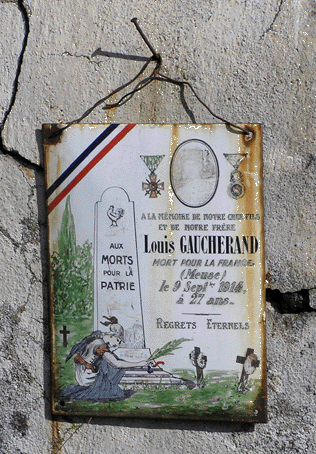 A LA MÉMOIRE DE NOTRE CHER FILS
ET DE NOTRE FRÈRE
Louis GAUCHERAND
MORT POUR LA FRANCE
(Meuse)
le 9 Septbre 1914
à 27 ans
REGRETS ÉTERNELS
AUX
MORTS
POUR LA
PATRIE